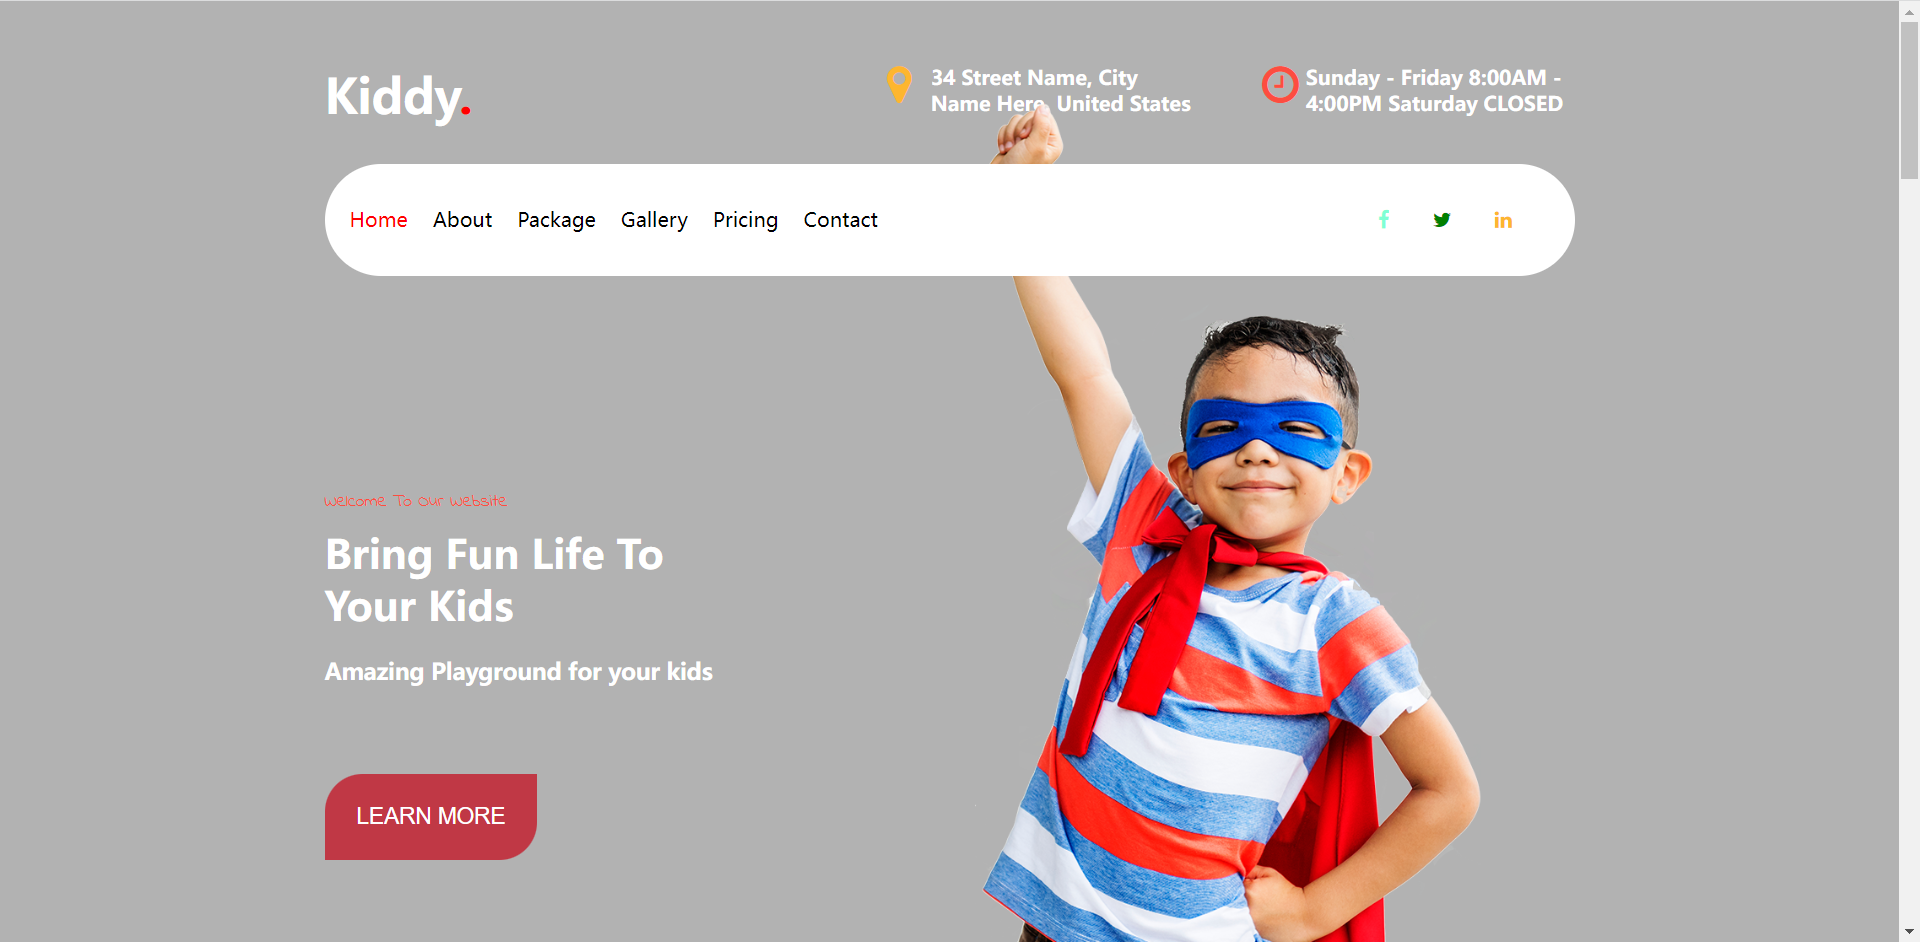 Kiddy.
34 Street Name, City
Name Here, United States
Sunday - Friday 8:00AM -
4:00PM Saturday CLOSED
Home About Package Gallery Pricing Contact
Welcome To Our Website
Bring Fun Life To
Your Kids
Amazing Playground for your kids
LEARN MORE